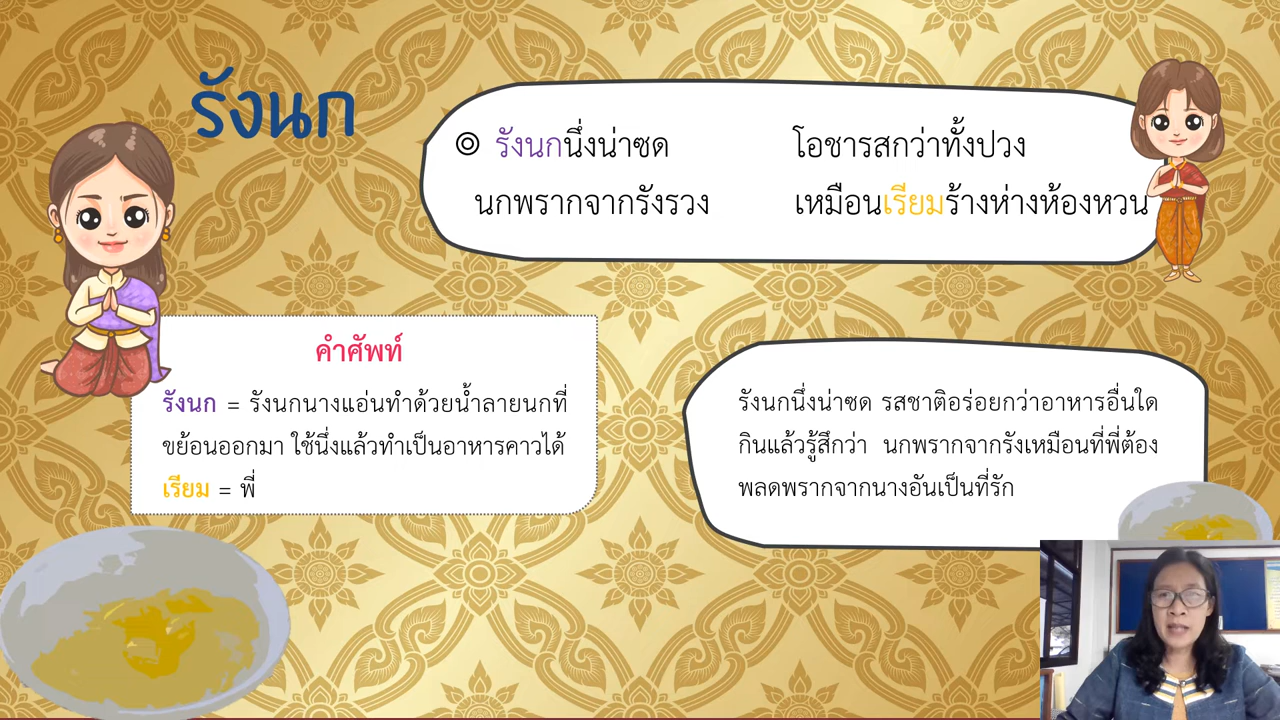 รังนก
◎ รังนกนึ่งน่าซด โอชารสกว่าทั้งปวง
นกพรากจากรังรวง เหมือนเรียมร้างห่างห้องหวน
คำศัพท์
รังนก = รังนกนางแอ่นทำด้วยน้ำลายนกที่
ขย้อนออกมา ใช้นึ่งแล้วทำเป็นอาหารคาวได้
เรียม = พี่
รังนกนึ่งน่าซด รสชาติอร่อยกว่าอาหารอื่นใด
กินแล้วรู้สึกว่า นกพรากจากรังเหมือนที่พี่ต้อง
พลดพรากจากนางอันเป็นที่รัก